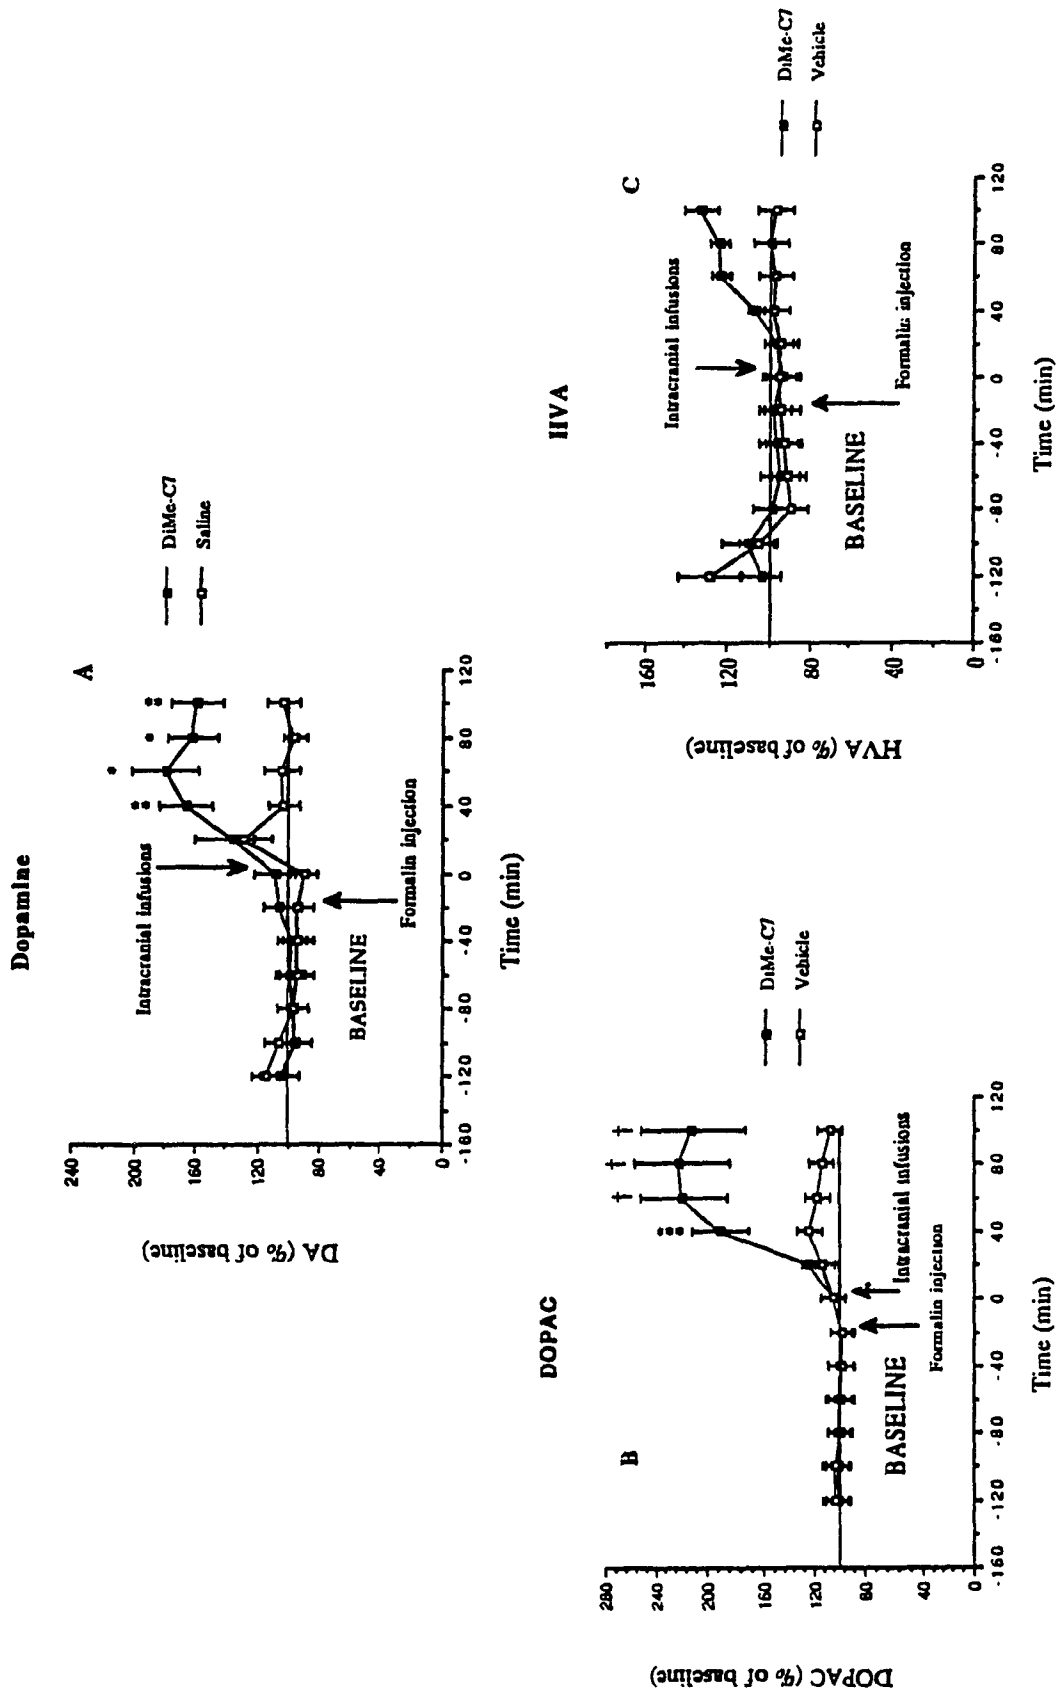 Dopamine
A
DA (% of baseline)
240
200
160
120
80
40
0
-160
-120
-80
-40
0
40
80
120
Time (min)
Intracranial infusions
Formalin injection
BASELINE
** * * **
DiMe-C7
Saline
DOPAC
B
DOPAC (% of baseline)
280
240
200
160
120
80
40
0
-160
-120
-80
-40
0
40
80
120
Time (min)
Intracranial infusions
Formalin injection
BASELINE
*** † † †
DiMe-C7
Vehicle
HVA
C
HVA (% of baseline)
160
120
80
40
0
-160
-120
-80
-40
0
40
80
120
Time (min)
Intracranial infusions
Formalin injection
BASELINE
DiMe-C7
Vehicle